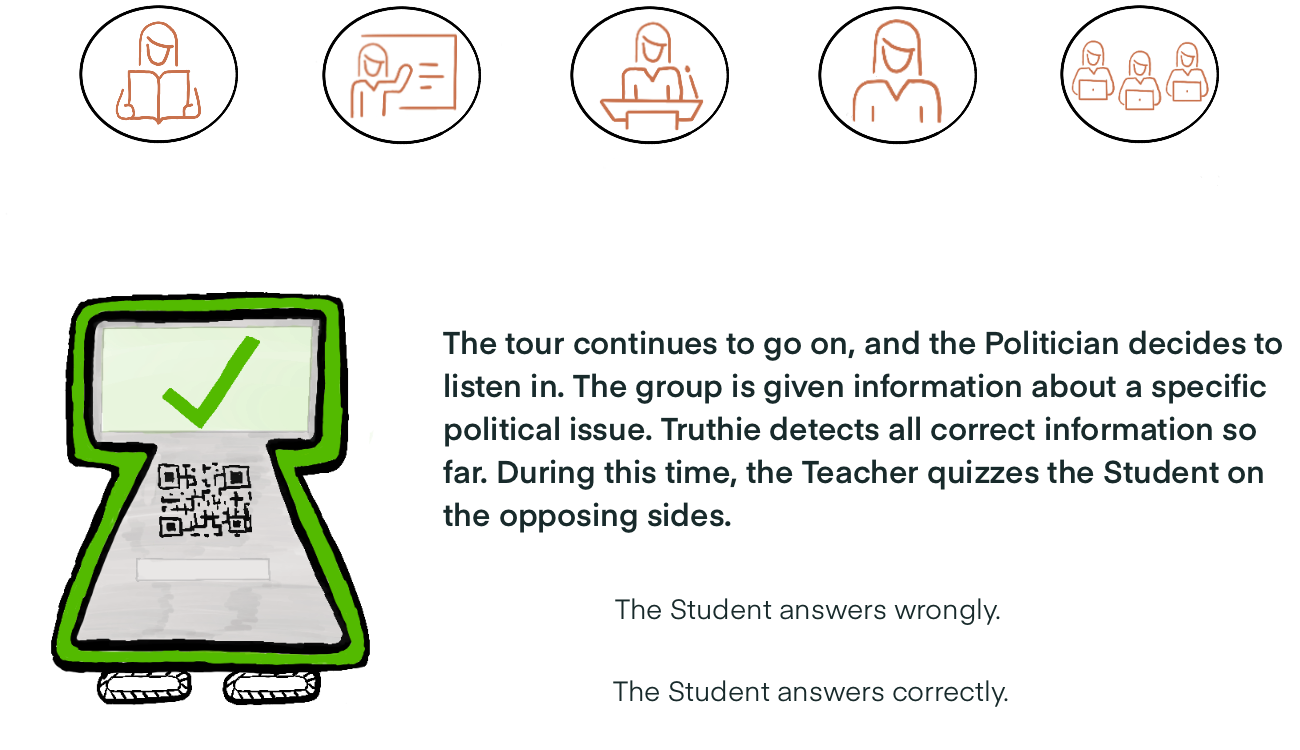 The tour continues to go on, and the Politician decides to
listen in. The group is given information about a specific
political issue. Truthie detects all correct information so
far. During this time, the Teacher quizzes the Student on
the opposing sides.
The Student answers wrongly.
The Student answers correctly.